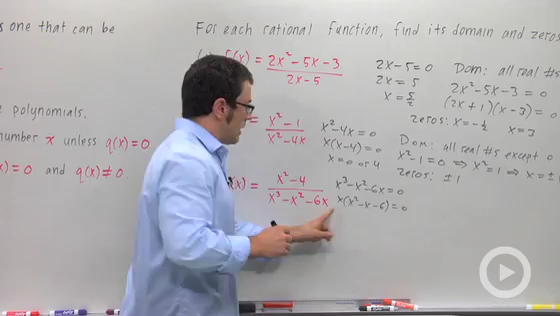 s one that can be
polynomials.
number x unless q(x)=0.
x)=0 and q(x)≠0.
For each rational function, find its domain and zeros
(x) = (2x²-5x-3)/(2x-5)
2x-5=0
2x=5
x=5/2
Dom: all real #s
2x²-5x-3=0
(2x+1)(x-3)=0
zeros: x=-½ x=3
= (x²-1)/(x²-4x)
x²-4x=0
x(x-4)=0
x=0 or 4
Dom: all real #s except 0
x²-1=0 ⇒ x²=1 ⇒ x=±1
zeros: ±1
(x) = (x²-4)/(x³-x²-6x)
x³-x²-6x=0
x(x²-x-6)=0